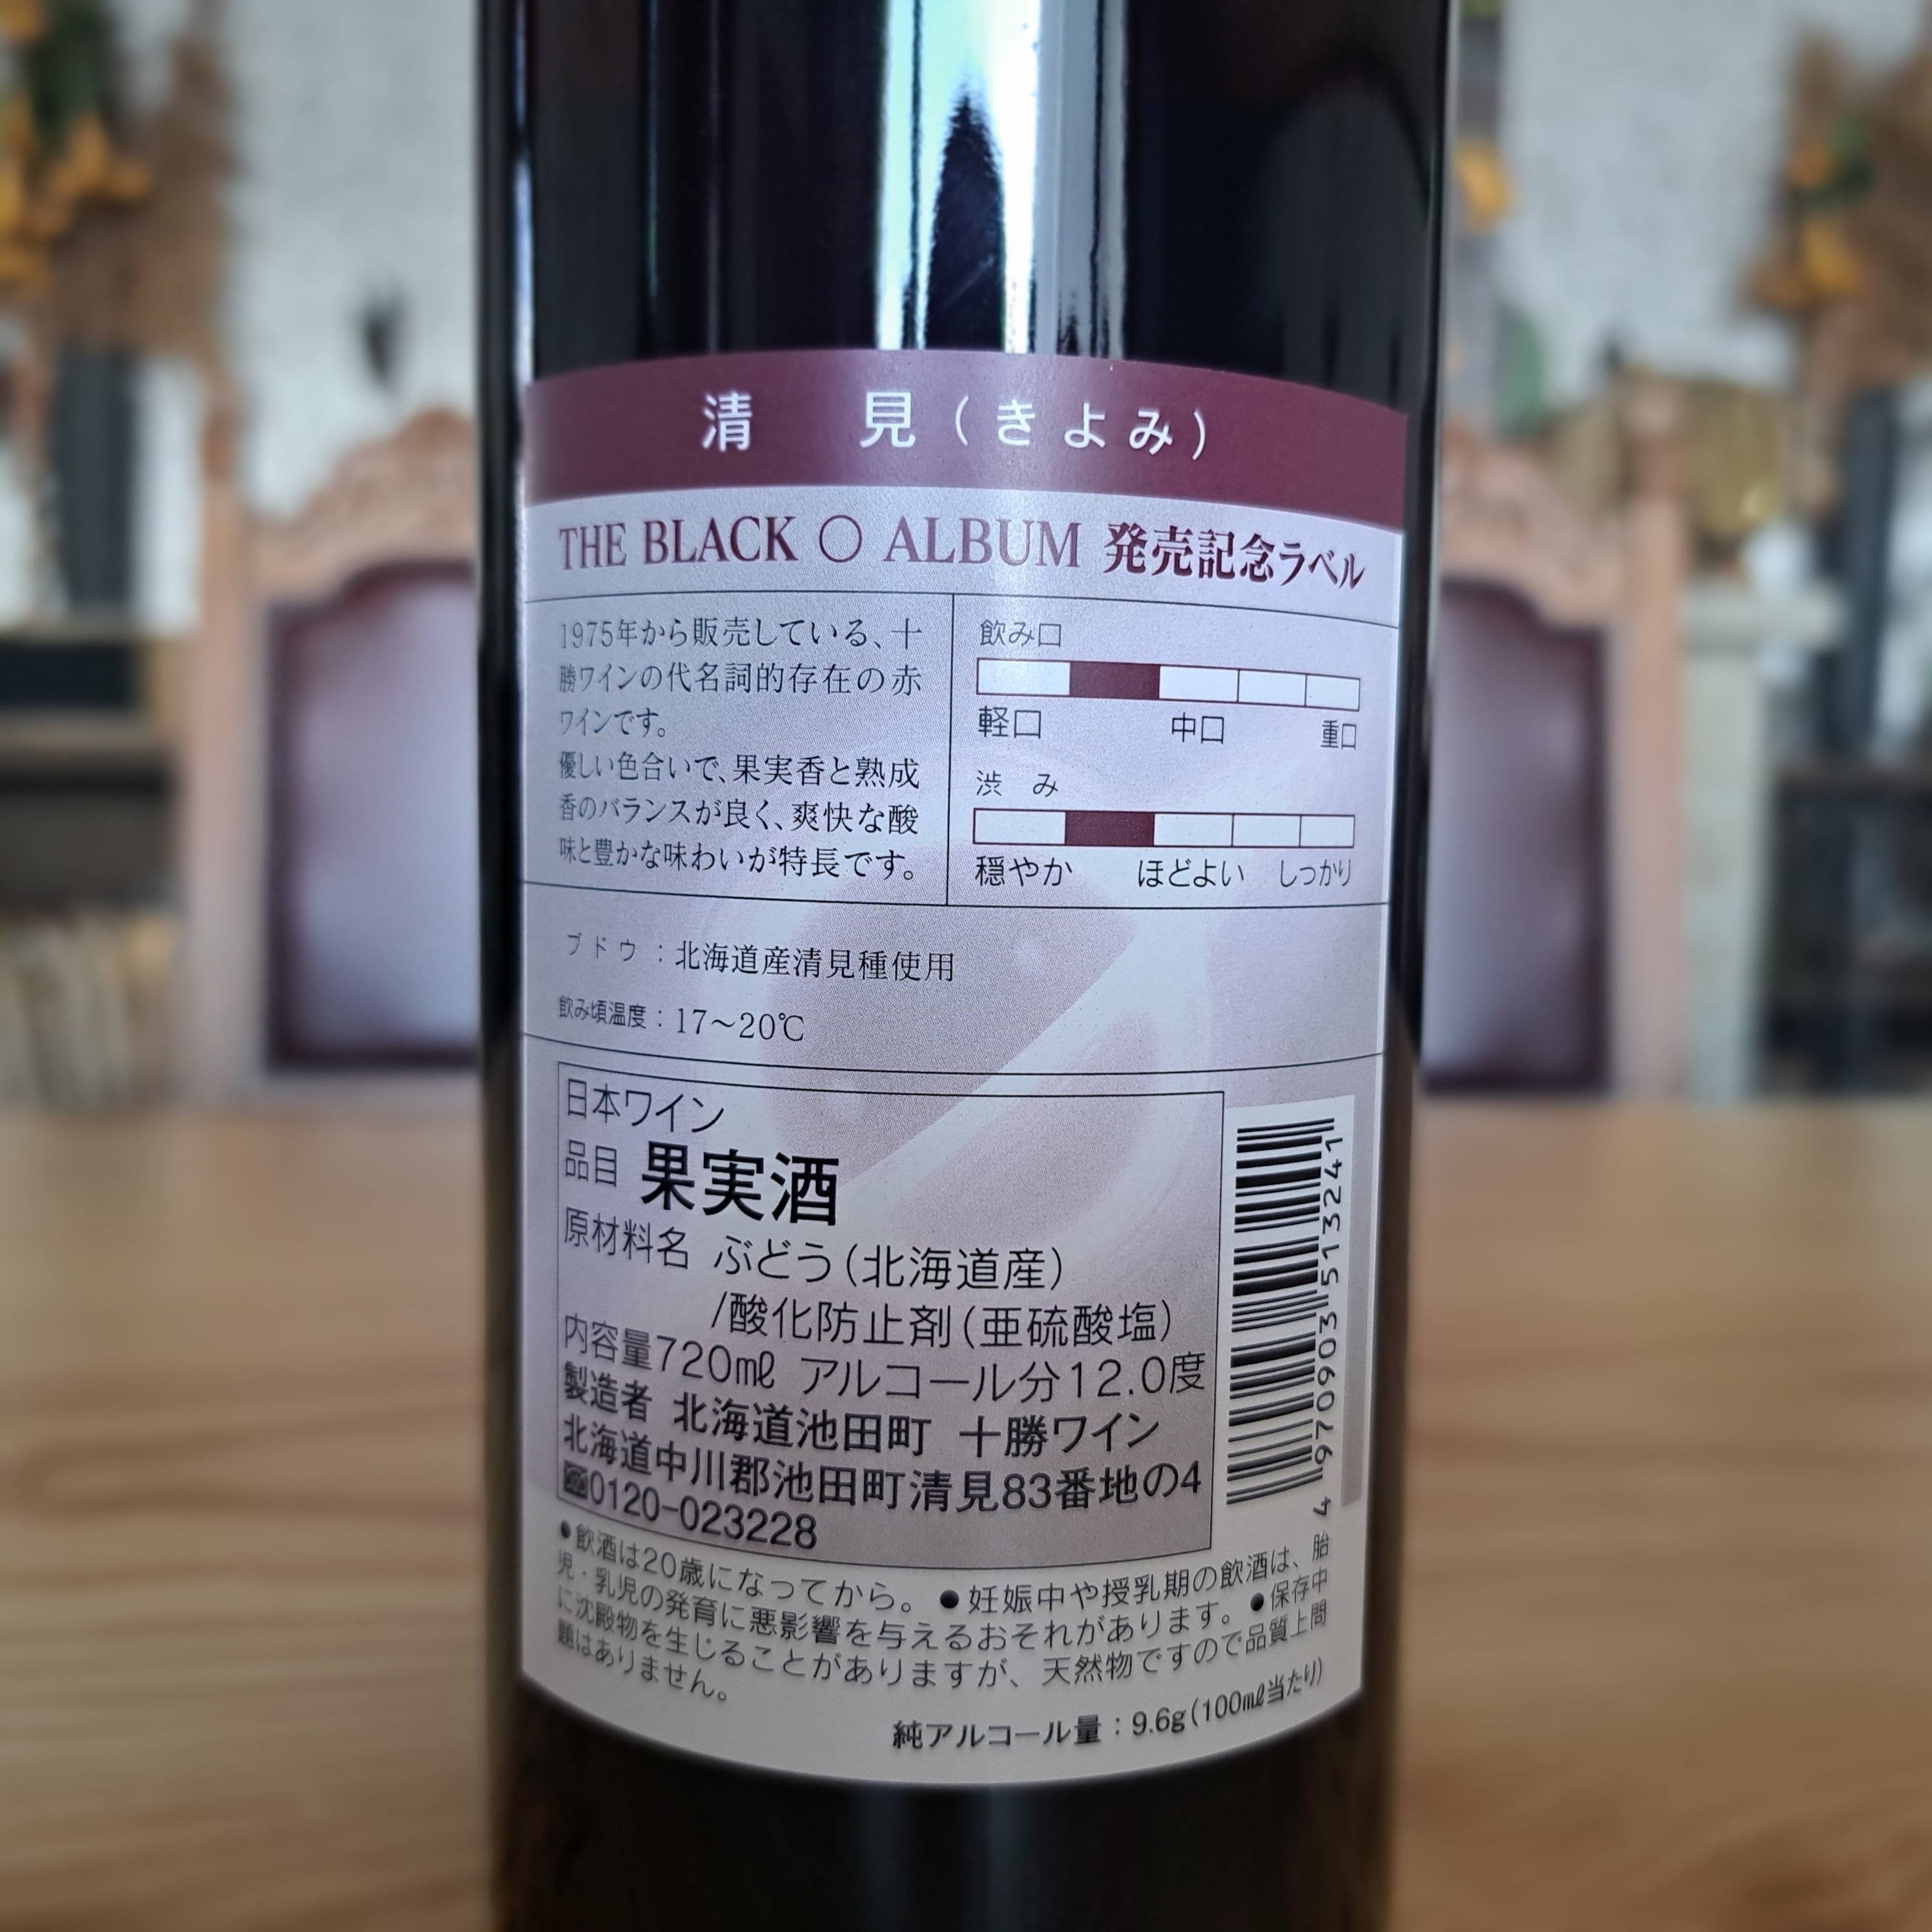 清 見(きよみ)
THE BLACK ○ ALBUM 発売記念ラベル
1975年から販売している、十
勝ワインの代名詞的存在の赤
ワインです。
優しい色合いで、果実香と熟成
香のバランスが良く、爽快な酸
味と豊かな味わいが特長です。
飲み口
軽口 中口 重口
渋 み
穏やか ほどよい しっかり
ブドウ:北海道産清見種使用
飲み頃温度:17～20℃
日本ワイン
品目 果実酒
原材料名 ぶどう(北海道産)
/酸化防止剤(亜硫酸塩)
内容量720㎖ アルコール分12.0度
製造者 北海道池田町 十勝ワイン
北海道中川郡池田町清見83番地の4
0120-023228
4 970903 513241
●飲酒は20歳になってから。●妊娠中や授乳期の飲酒は、胎
児・乳児の発育に悪影響を与えるおそれがあります。●保存中
に沈殿物を生じることがありますが、天然物ですので品質上問
題はありません。
純アルコール量:9.6g(100㎖当たり)